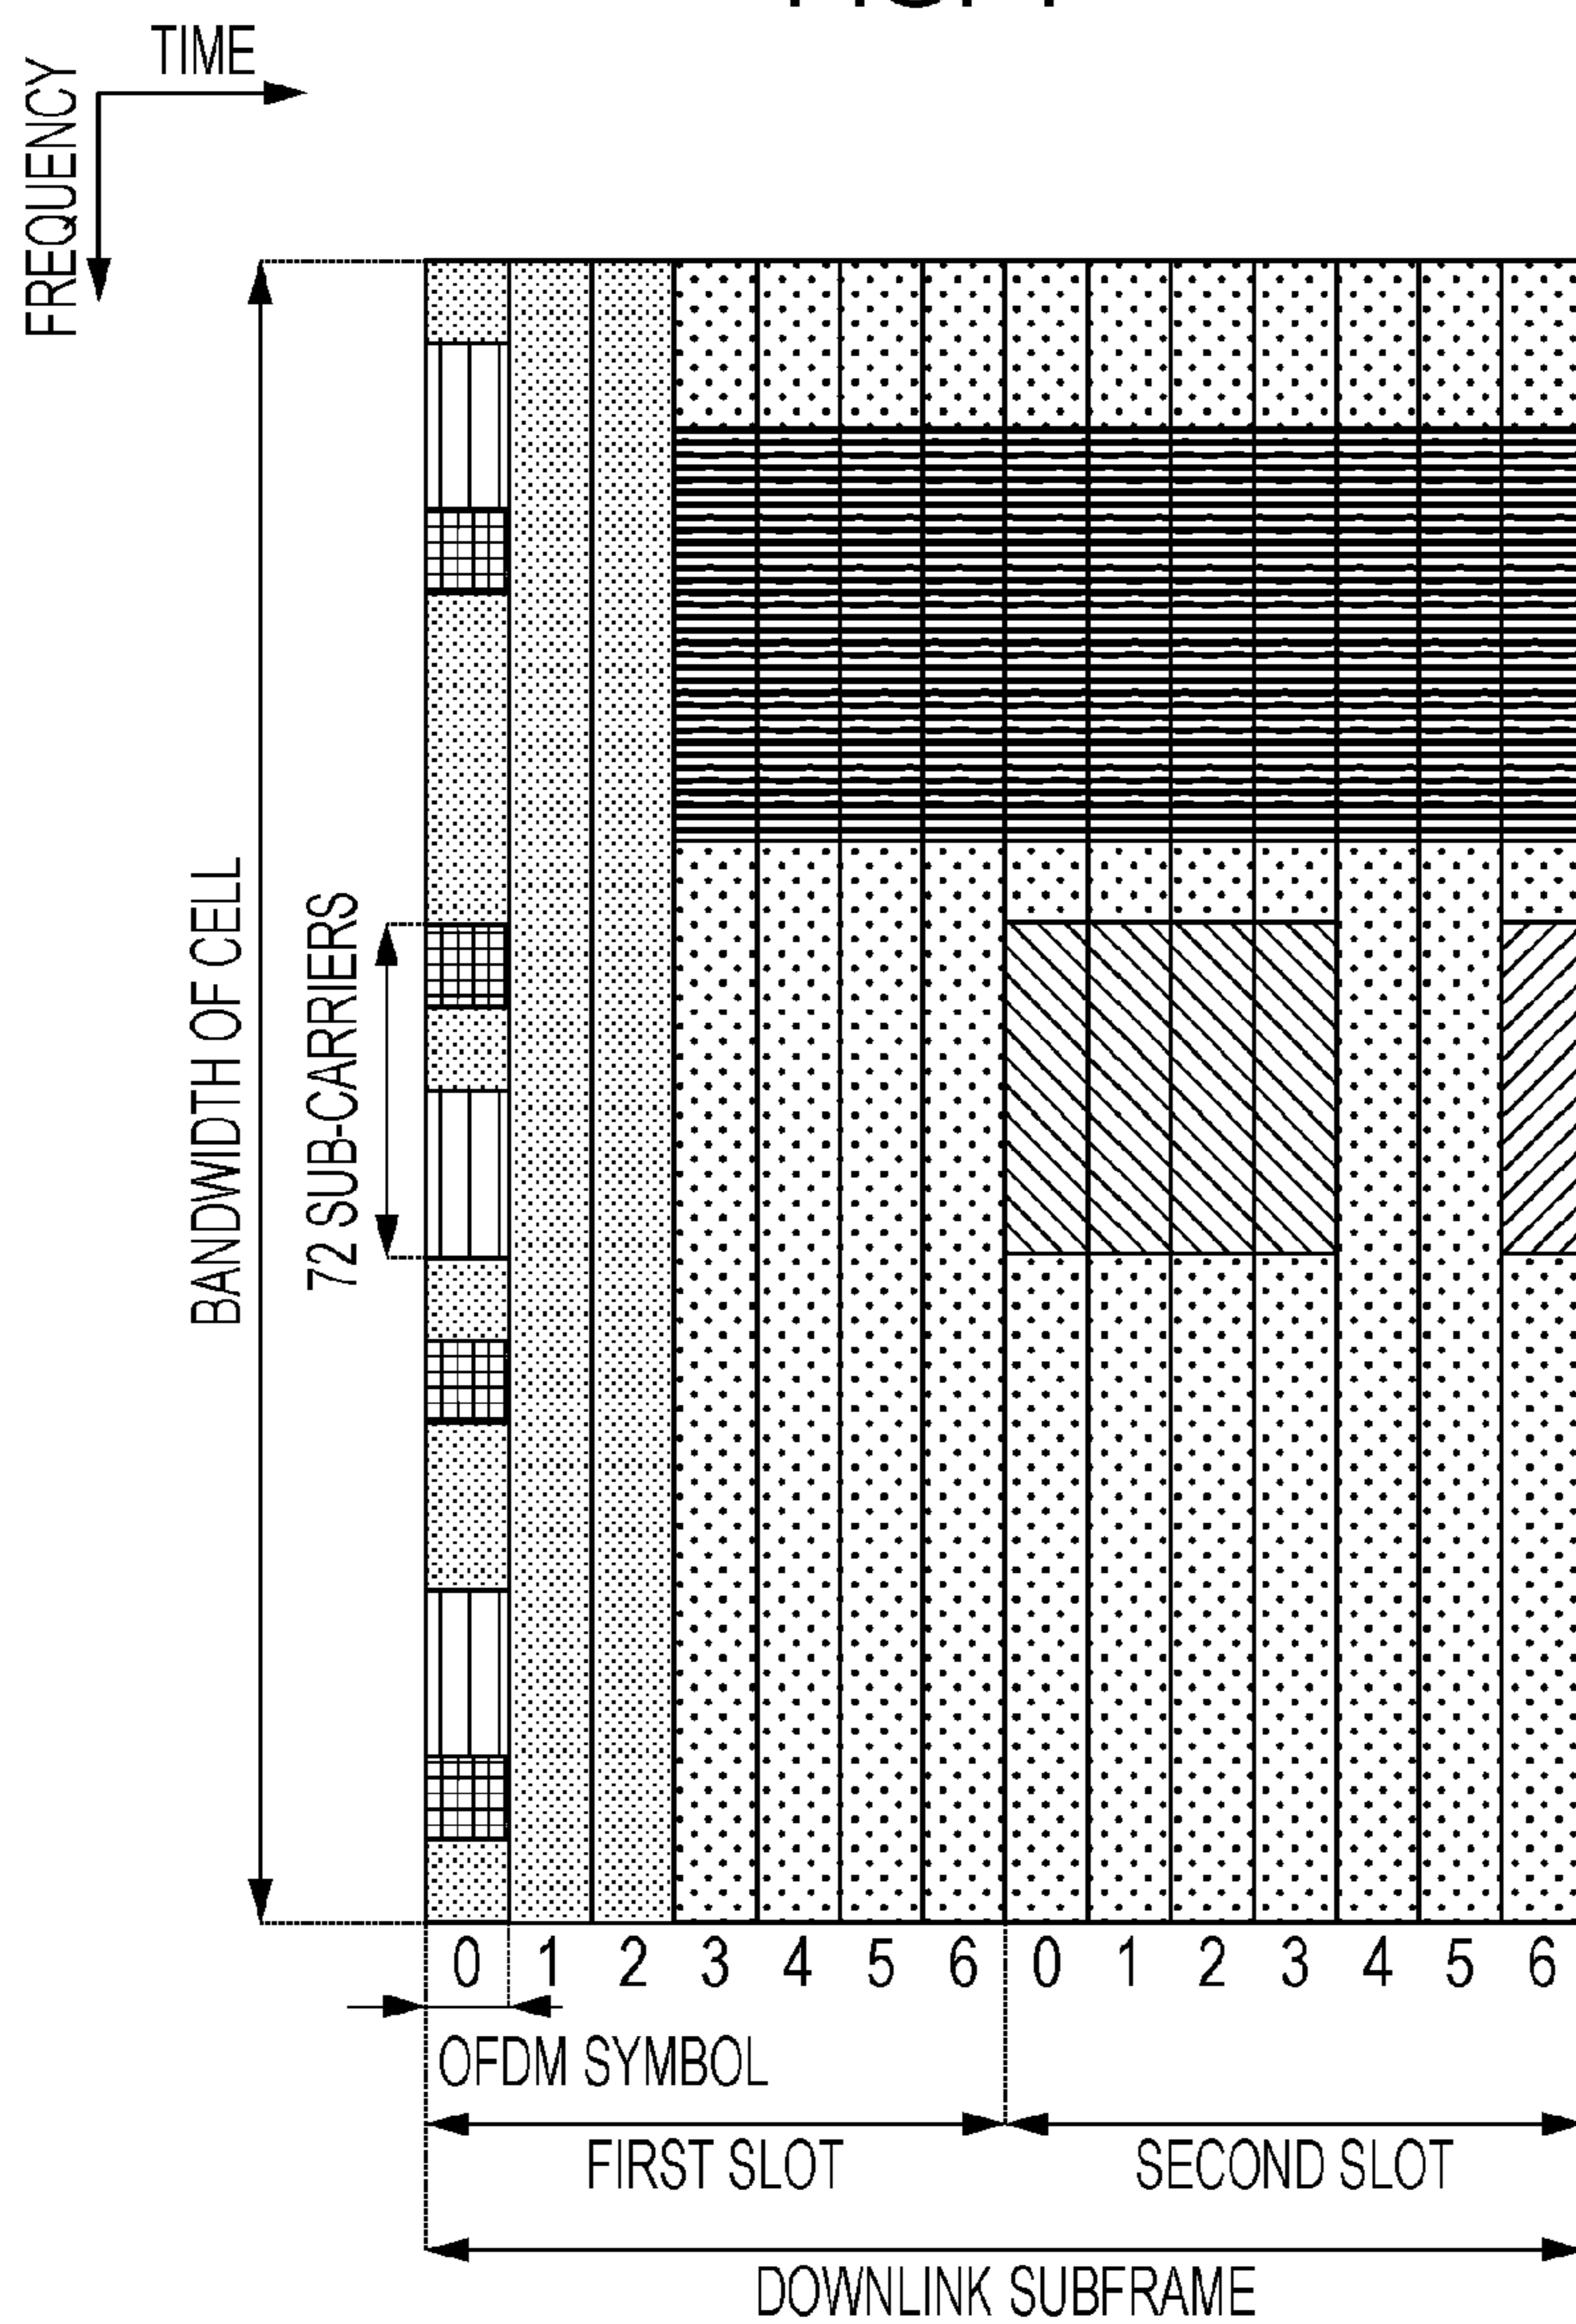 TIME
FREQUENCY
BANDWIDTH OF CELL
72 SUB-CARRIERS
0 1 2 3 4 5 6 0 1 2 3 4 5 6
OFDM SYMBOL
FIRST SLOT
SECOND SLOT
DOWNLINK SUBFRAME